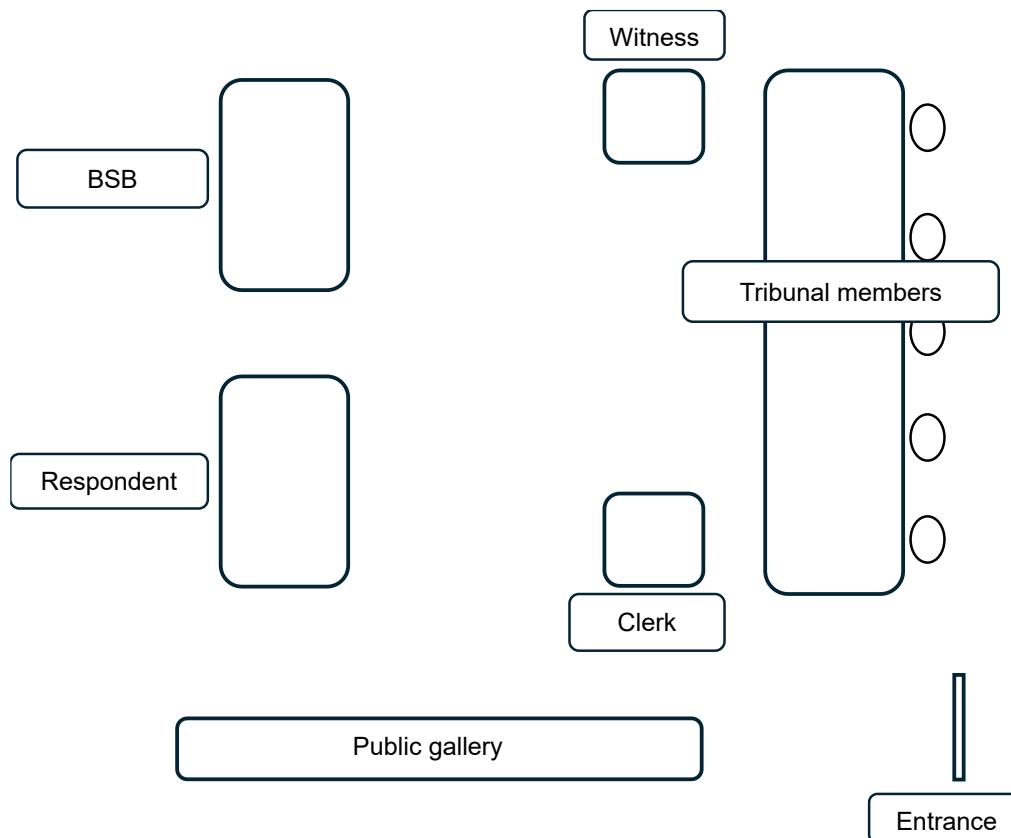 Witness
BSB
Tribunal members
Respondent
Clerk
Public gallery
Entrance